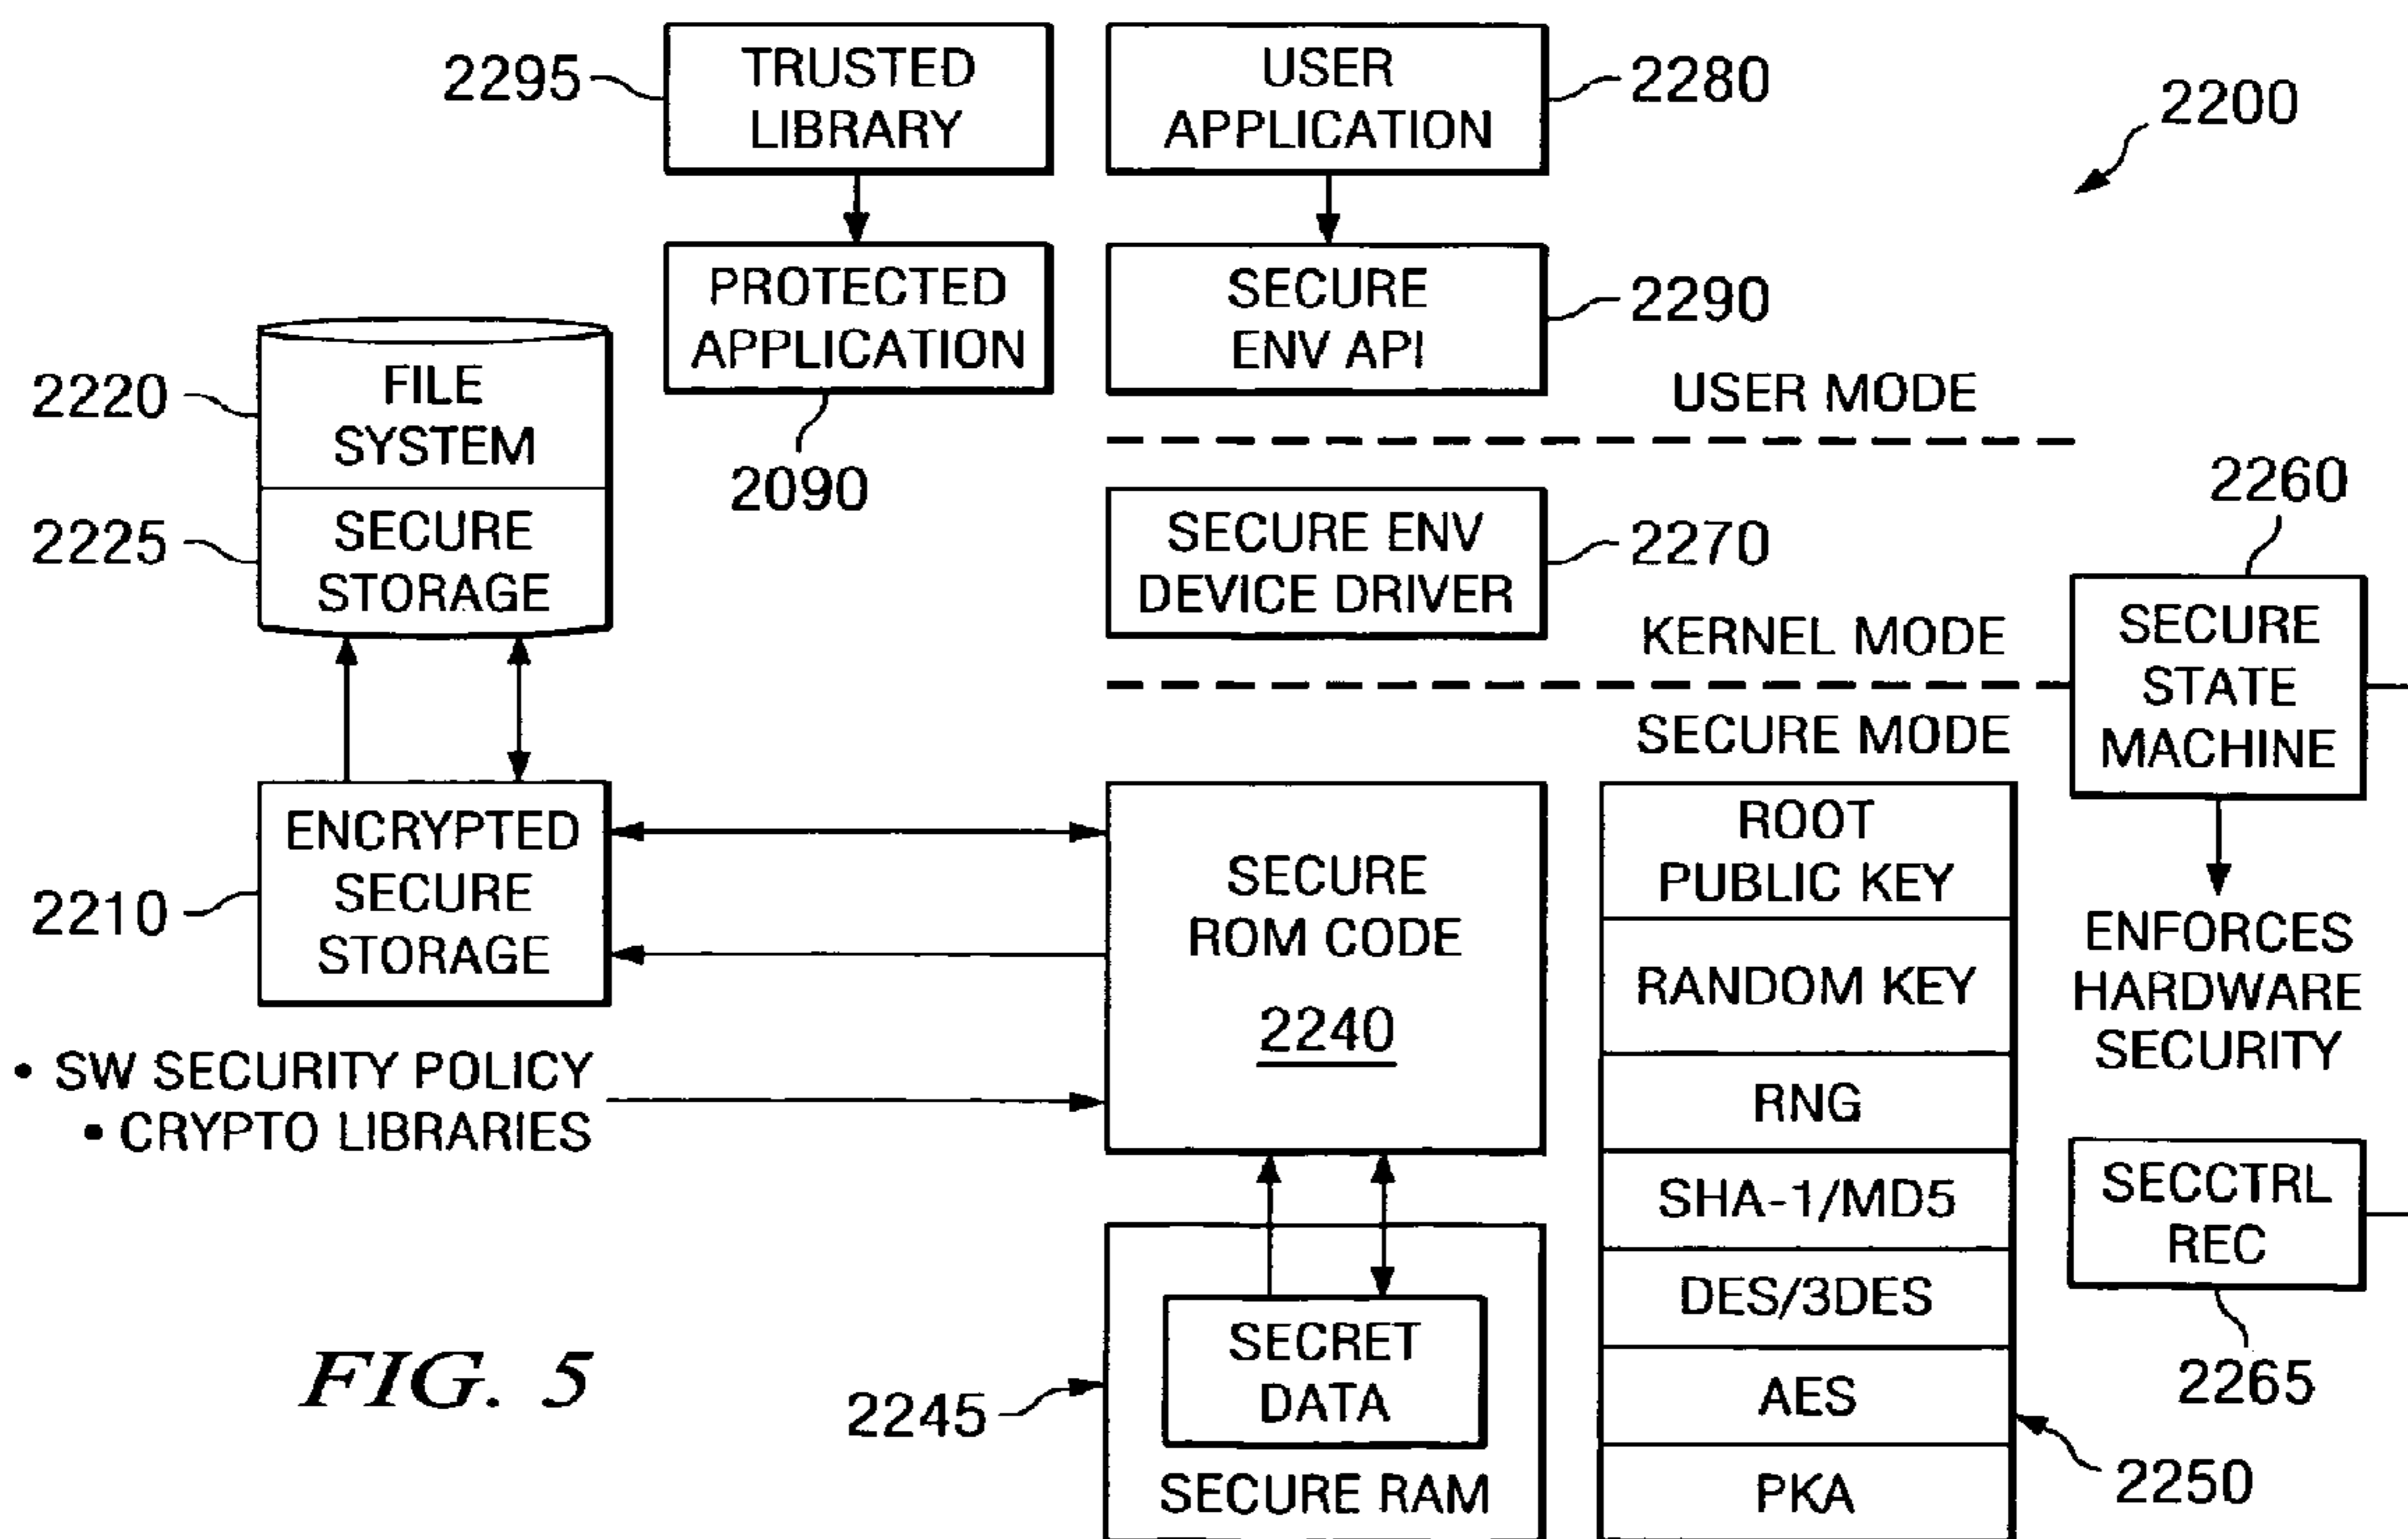 2295
TRUSTED
LIBRARY
USER
APPLICATION
2280
2200
PROTECTED
APPLICATION
2090
SECURE
ENV API
2290
USER MODE
2220
FILE
SYSTEM
2225
SECURE
STORAGE
SECURE ENV
DEVICE DRIVER
2270
KERNEL MODE
SECURE MODE
2260
SECURE
STATE
MACHINE
ENFORCES
HARDWARE
SECURITY
2210
ENCRYPTED
SECURE
STORAGE
• SW SECURITY POLICY
• CRYPTO LIBRARIES
SECURE
ROM CODE
2240
ROOT
PUBLIC KEY
RANDOM KEY
RNG
SHA-1/MD5
DES/3DES
AES
PKA
2250
SECCTRL
REC
2265
2245
SECRET
DATA
SECURE RAM
FIG. 5